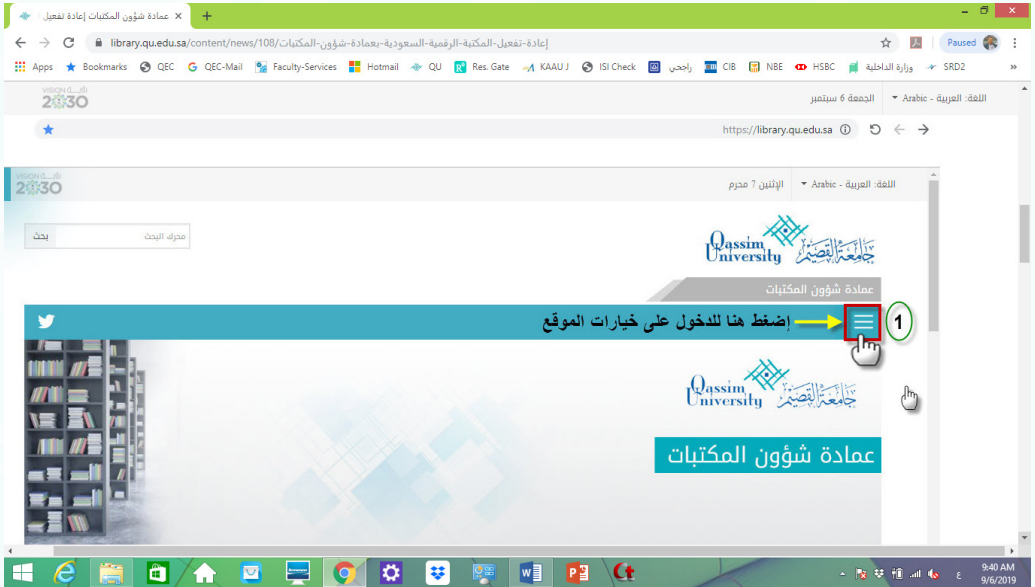 عمادة شؤون المكتبات إعادة تفعيل
library.qu.edu.sa/content/news/108/إعادة-تفعيل-المكتبة-الرقمية-السعودية-بعمادة-شؤون-المكتبات
Paused
Apps Bookmarks QEC QEC-Mail Faculty-Services Hotmail QU Res. Gate KAAU J ISI Check راجحي CIB NBE HSBC وزارة الداخلية SRD2 »
اللغة: العربية - Arabic الجمعة 6 سبتمبر
VISION رؤيـــة
2030
https://library.qu.edu.sa
اللغة: العربية - Arabic الإثنين 7 محرم
VISION رؤيـــة
2030
محرك البحث بحث
Qassim
University
جامعة القصيم
عمادة شؤون المكتبات
1
إضغط هنا للدخول على خيارات الموقع
Qassim
University
جامعة القصيم
عمادة شؤون المكتبات
ع
9:40 AM
9/6/2019